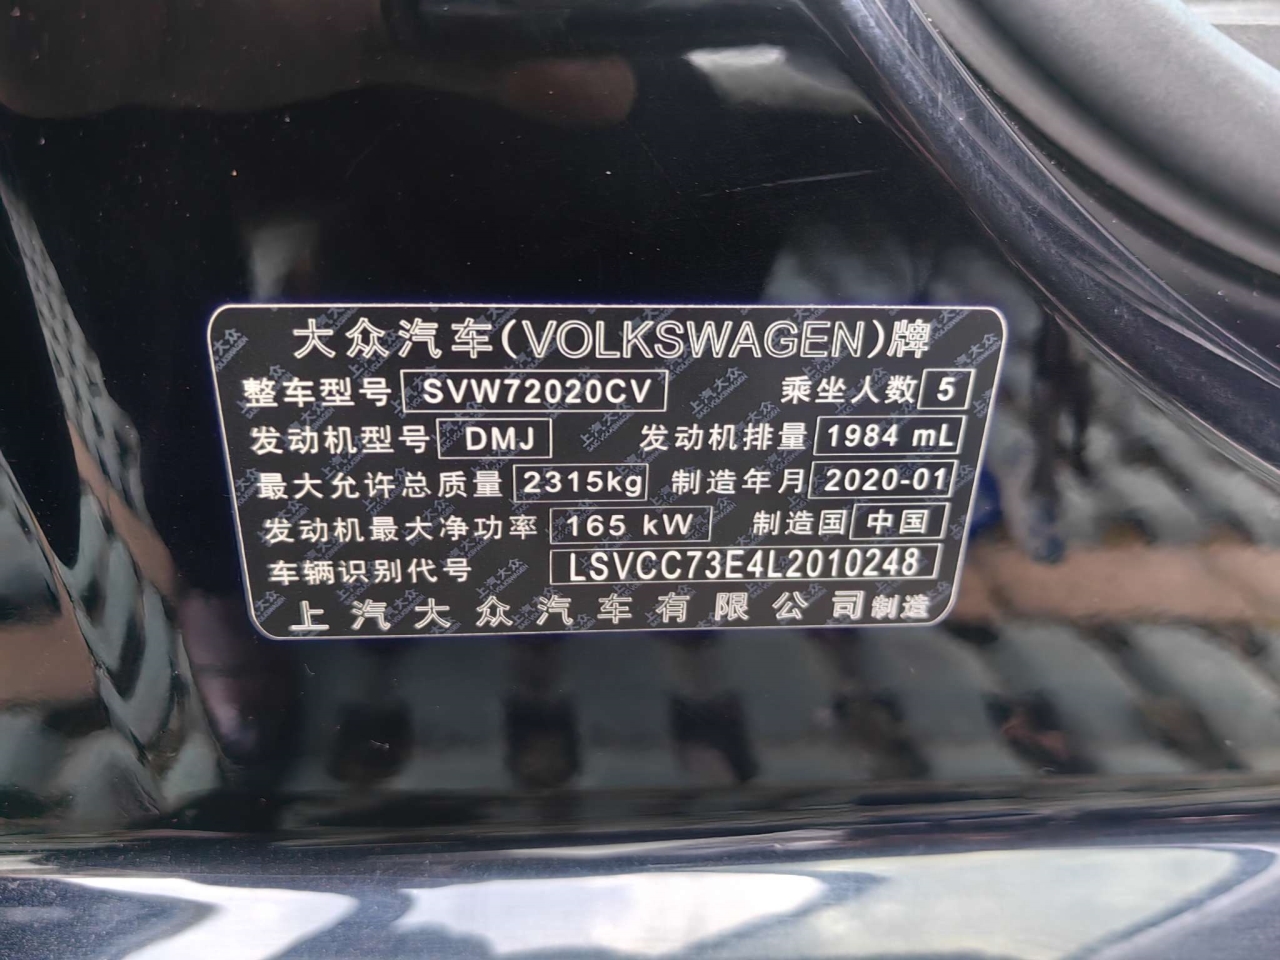 大众汽车(VOLKSWAGEN)牌
整车型号 SVW72020CV 乘坐人数 5
发动机型号 DMJ 发动机排量 1984 mL
最大允许总质量 2315kg 制造年月 2020-01
发动机最大净功率 165 kW 制造国 中国
车辆识别代号 LSVCC73E4L2010248
上汽大众汽车有限公司制造